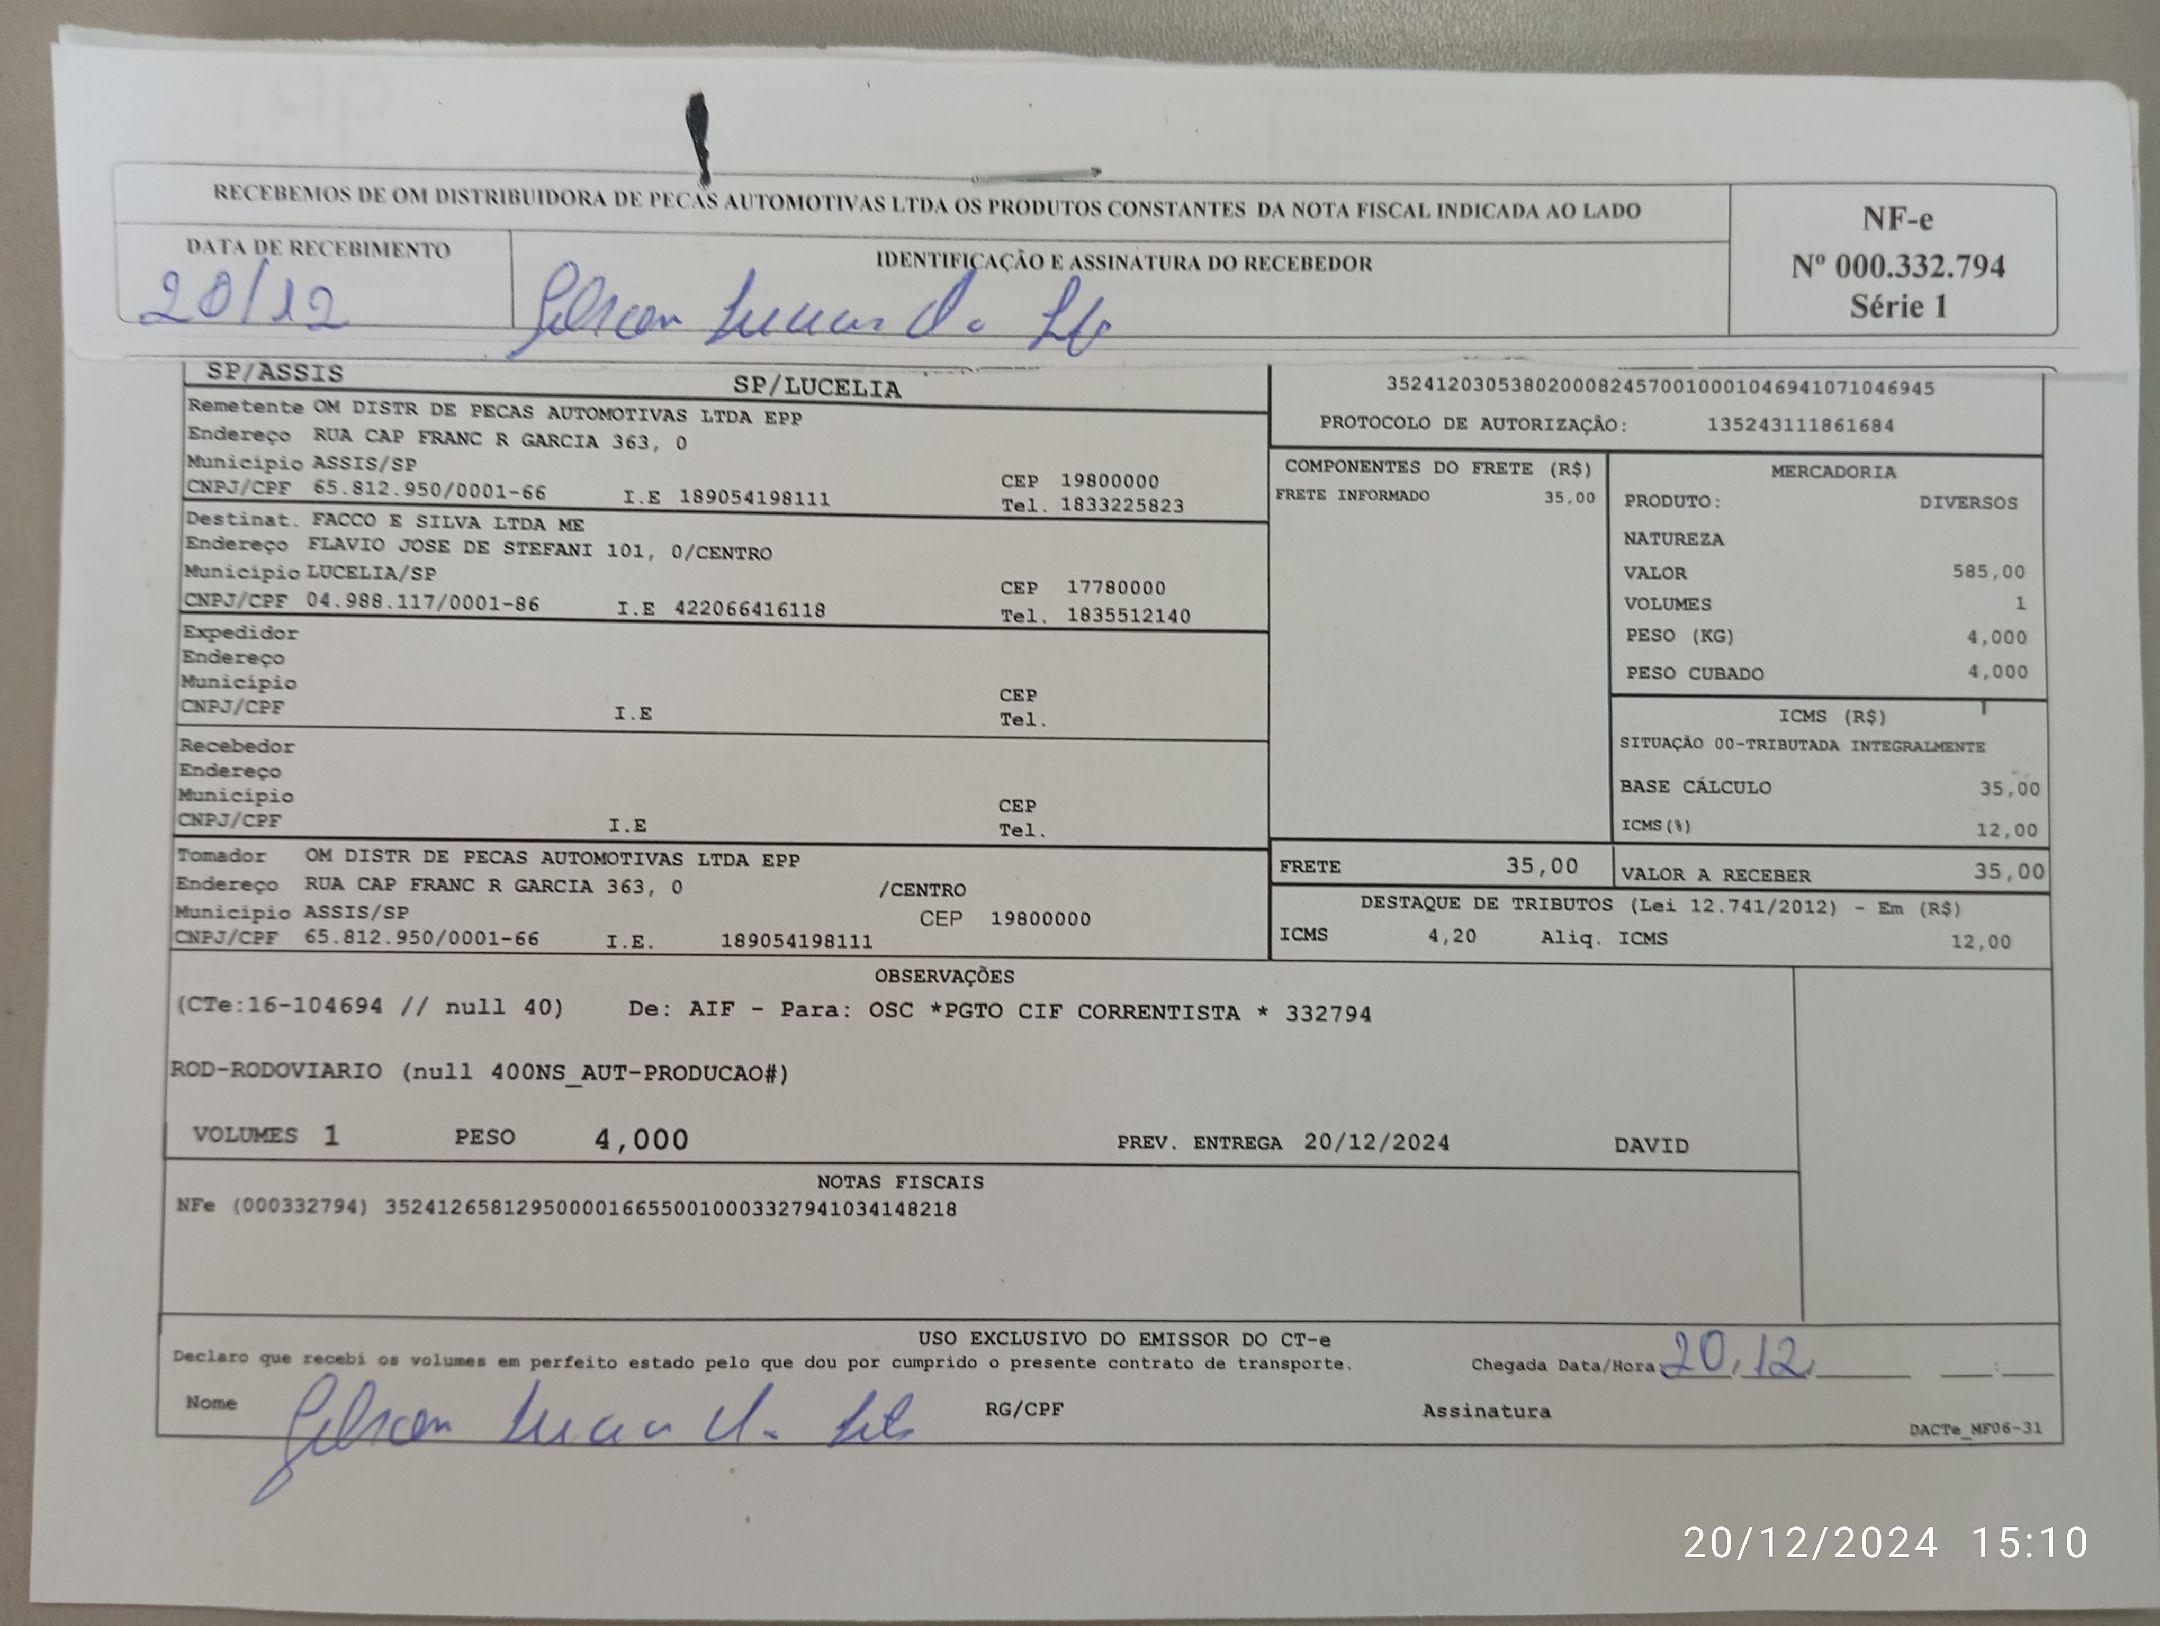 RECEBEMOS DE OM DISTRIBUIDORA DE PEÇAS AUTOMOTIVAS LTDA OS PRODUTOS CONSTANTES DA NOTA FISCAL INDICADA AO LADO
NF-e
Nº 000.332.794
Série 1
DATA DE RECEBIMENTO
IDENTIFICAÇÃO E ASSINATURA DO RECEBEDOR
20/12
SP/ASSIS
SP/LUCELIA
35241203053802000824570010001046941071046945
PROTOCOLO DE AUTORIZAÇÃO: 135243111861684
Remetente OM DISTR DE PECAS AUTOMOTIVAS LTDA EPP
Endereço RUA CAP FRANC R GARCIA 363, 0
Município ASSIS/SP CEP 19800000
CNPJ/CPF 65.812.950/0001-66 I.E 189054198111 Tel. 1833225823
Destinat. FACCO E SILVA LTDA ME
Endereço FLAVIO JOSE DE STEFANI 101, 0/CENTRO
Município LUCELIA/SP CEP 17780000
CNPJ/CPF 04.988.117/0001-86 I.E 422066416118 Tel. 1835512140
Expedidor
Endereço
Município CEP
CNPJ/CPF I.E Tel.
Recebedor
Endereço
Município CEP
CNPJ/CPF I.E Tel.
Tomador OM DISTR DE PECAS AUTOMOTIVAS LTDA EPP
Endereço RUA CAP FRANC R GARCIA 363, 0 /CENTRO
Município ASSIS/SP CEP 19800000
CNPJ/CPF 65.812.950/0001-66 I.E. 189054198111
COMPONENTES DO FRETE (R$)
FRETE INFORMADO 35,00
MERCADORIA
PRODUTO: DIVERSOS
NATUREZA
VALOR 585,00
VOLUMES 1
PESO (KG) 4,000
PESO CUBADO 4,000
ICMS (R$)
SITUAÇÃO 00-TRIBUTADA INTEGRALMENTE
BASE CÁLCULO 35,00
ICMS(%) 12,00
FRETE 35,00 VALOR A RECEBER 35,00
DESTAQUE DE TRIBUTOS (Lei 12.741/2012) - Em (R$)
ICMS 4,20 Aliq. ICMS 12,00
OBSERVAÇÕES
(CTe:16-104694 // null 40) De: AIF - Para: OSC *PGTO CIF CORRENTISTA * 332794
ROD-RODOVIARIO (null 400NS_AUT-PRODUCAO#)
VOLUMES 1 PESO 4,000 PREV. ENTREGA 20/12/2024 DAVID
NOTAS FISCAIS
NFe (000332794) 35241265812950000166550010003327941034148218
USO EXCLUSIVO DO EMISSOR DO CT-e
Declaro que recebi os volumes em perfeito estado pelo que dou por cumprido o presente contrato de transporte. Chegada Data/Hora 20,12,
Nome RG/CPF Assinatura
DACTe_MF06-31
20/12/2024 15:10